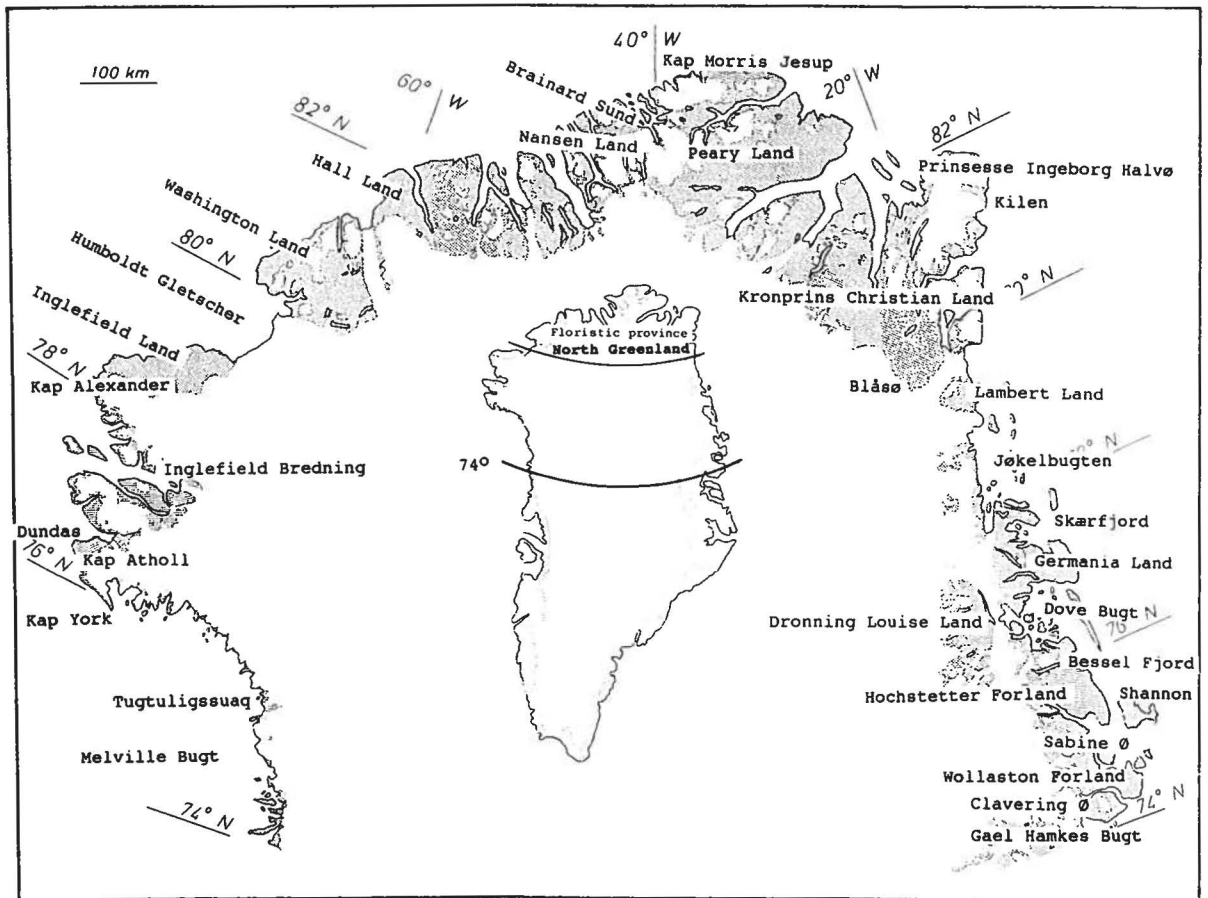 40° W
Kap Morris Jesup
100 km
60° W
Brainard Sund
20° W
82° N
82° N
Nansen Land
Peary Land
Hall Land
Prinsesse Ingeborg Halvø
Kilen
Washington Land
80° N
Humboldt Gletscher
Kronprins Christian Land
Inglefield Land
Floristic province
North Greenland
78° N
Kap Alexander
Blåsø
Lambert Land
Jøkelbugten
Inglefield Bredning
74°
Skærfjord
Dundas
76° N
Kap Atholl
Germania Land
Kap York
Dove Bugt
Dronning Louise Land
76
Bessel Fjord
Tugtuligssuaq
Hochstetter Forland
Shannon
Sabine Ø
Melville Bugt
Wollaston Forland
74° N
Clavering Ø
74° N
Gael Hamkes Bugt